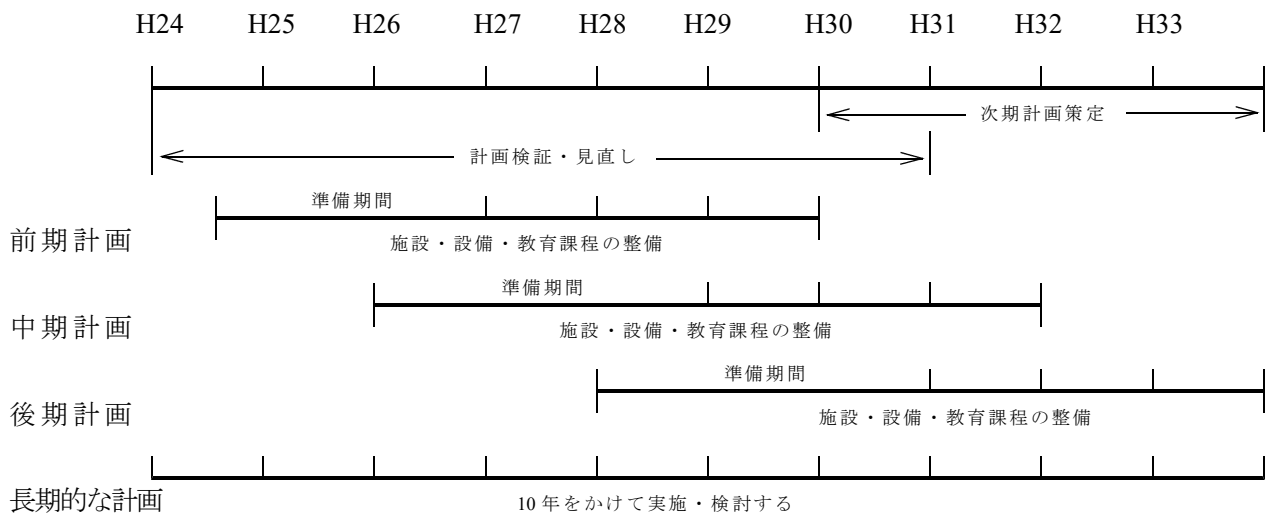 H24 H25 H26 H27 H28 H29 H30 H31 H32 H33
次期計画策定
計画検証・見直し
準備期間
前期計画
施設・設備・教育課程の整備
準備期間
中期計画
施設・設備・教育課程の整備
準備期間
後期計画
施設・設備・教育課程の整備
長期的な計画
10年をかけて実施・検討する